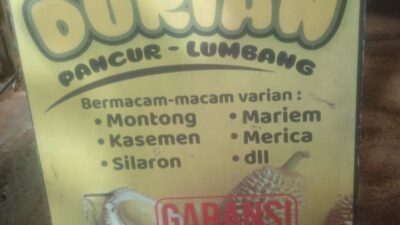 DURIAN
PANCUR - LUMBANG
Bermacam-macam varian :
• Montong • Mariem
• Kasemen • Merica
• Silaron • dll
GARANSI